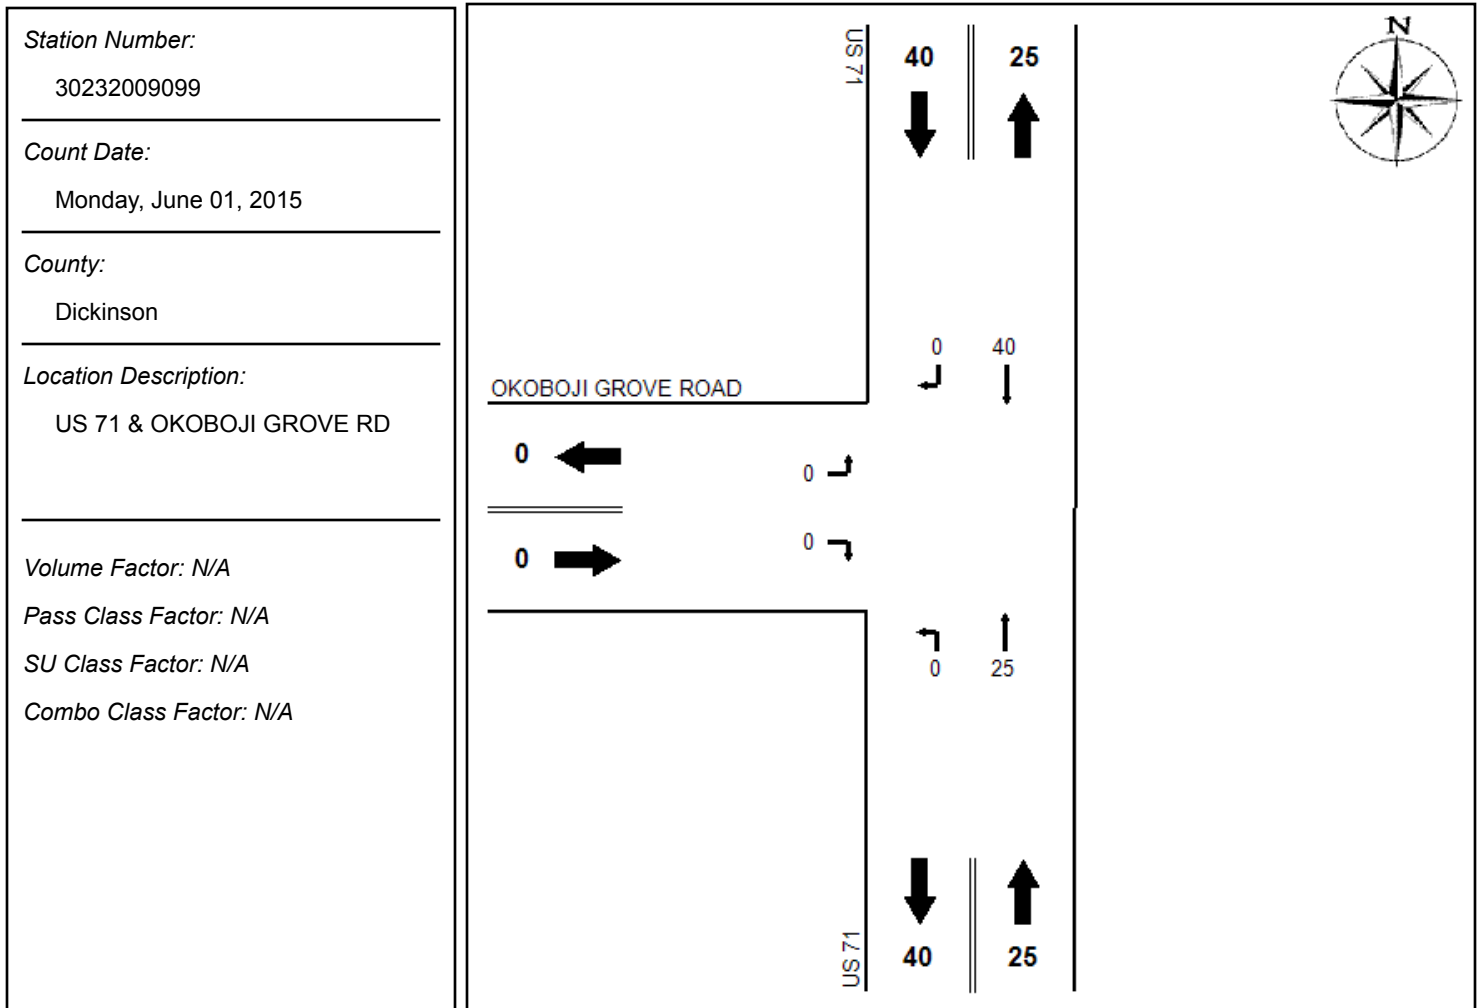 Station Number:
30232009099
Count Date:
Monday, June 01, 2015
County:
Dickinson
Location Description:
US 71 & OKOBOJI GROVE RD
Volume Factor: N/A
Pass Class Factor: N/A
SU Class Factor: N/A
Combo Class Factor: N/A
N
US 71
40 25
0 40
OKOBOJI GROVE ROAD
0
0
0
0
0 25
US 71
40 25